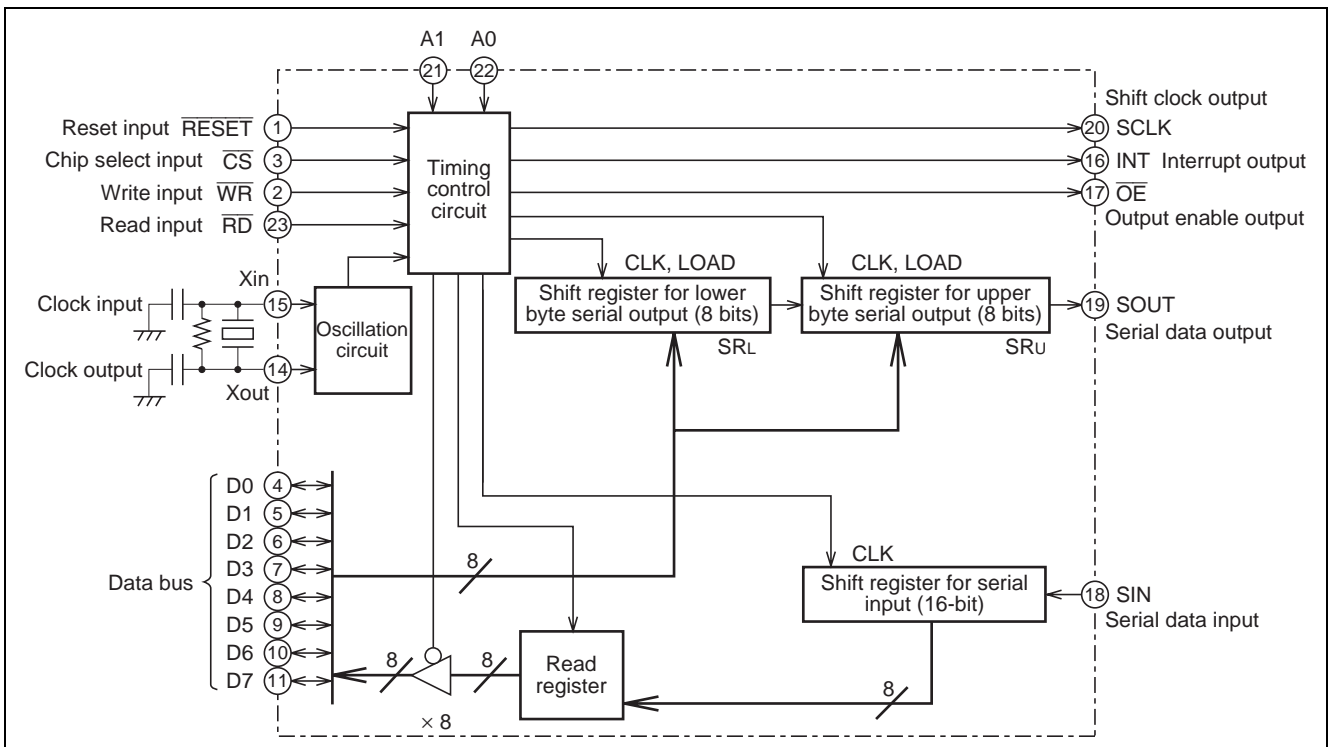 A1 A0
21 22
Reset input RESET 1
Chip select input CS 3
Write input WR 2
Read input RD 23
Timing
control
circuit
Shift clock output
20 SCLK
16 INT Interrupt output
17 OE
Output enable output
Xin
Clock input 15
Oscillation
circuit
Clock output 14
Xout
CLK, LOAD
Shift register for lower
byte serial output (8 bits)
SRL
CLK, LOAD
Shift register for upper
byte serial output (8 bits)
SRU
19 SOUT
Serial data output
Data bus
D0 4
D1 5
D2 6
D3 7
D4 8
D5 9
D6 10
D7 11
8
CLK
Shift register for serial
input (16-bit)
18 SIN
Serial data input
8
× 8
8
Read
register
8